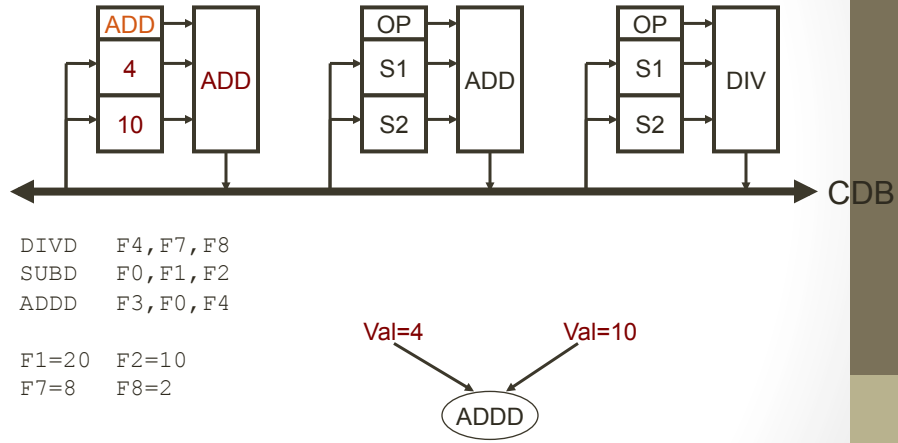 ADD OP OP
4 ADD S1 ADD S1 DIV
10 S2 S2
CDB
DIVD F4,F7,F8
SUBD F0,F1,F2
ADDD F3,F0,F4
Val=4 Val=10
F1=20 F2=10
F7=8 F8=2
ADDD